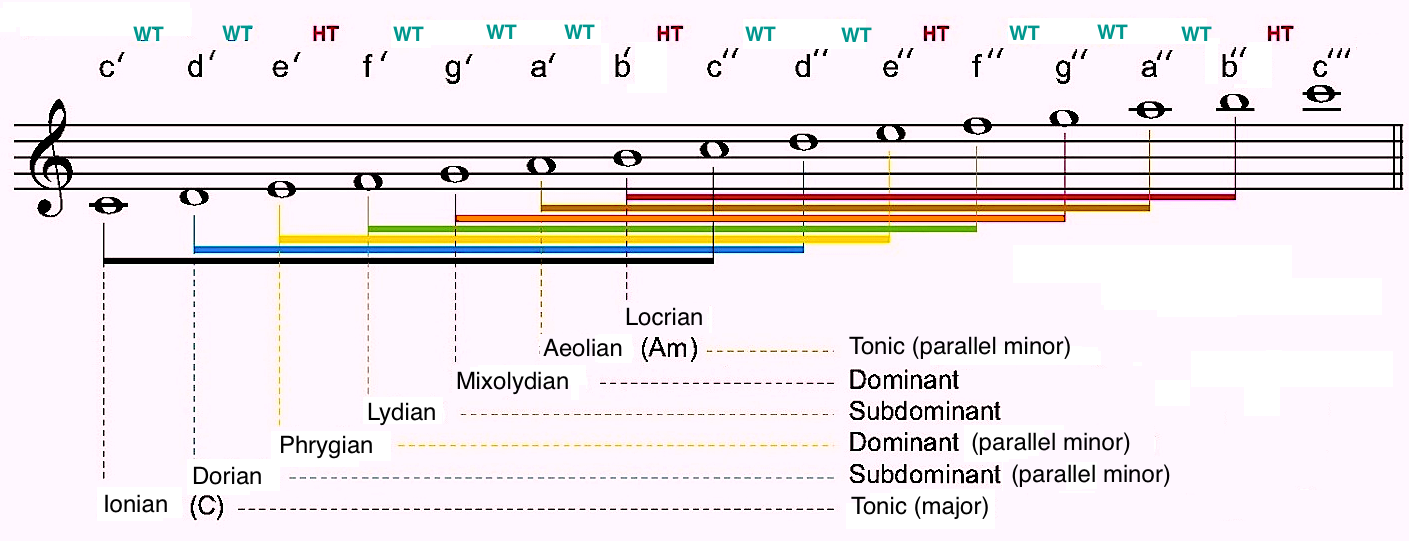 WT WT HT WT WT WT HT WT WT HT WT WT WT HT
c′ d′ e′ f′ g′ a′ b′ c′′ d′′ e′′ f′′ g′′ a′′ b′′ c′′′
Locrian
Aeolian (Am) Tonic (parallel minor)
Mixolydian Dominant
Lydian Subdominant
Phrygian Dominant (parallel minor)
Dorian Subdominant (parallel minor)
Ionian (C) Tonic (major)